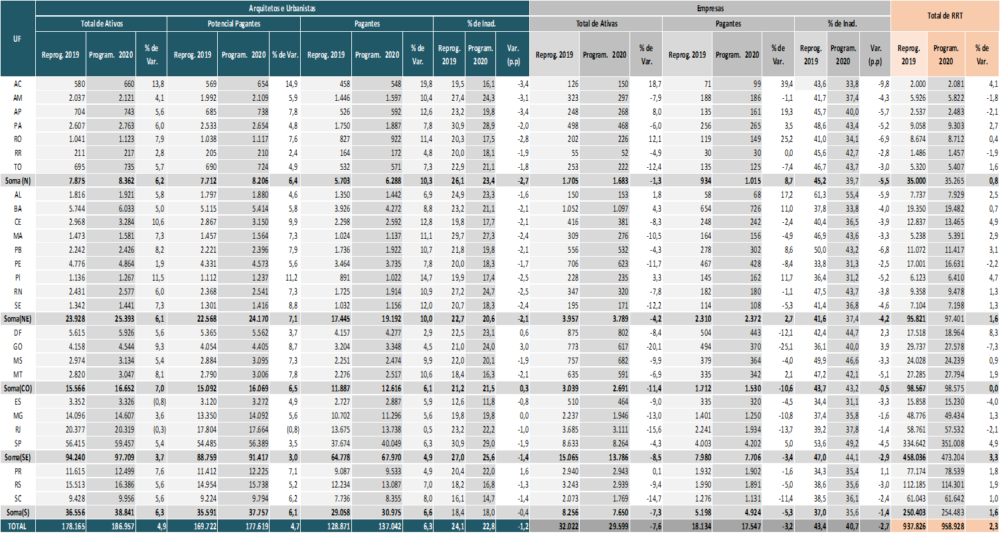 UF Arquitetos e Urbanistas Empresas Total de RRT
Total de Ativos Potencial Pagantes Pagantes % de Inad. Total de Ativas Pagantes % de Inad.
Reprog. 2019 Program. 2020 % de Var. Reprog. 2019 Program. 2020 % de Var. Reprog. 2019 Program. 2020 % de Var. Reprog. 2019 Program. 2020 Var. (p.p) Reprog. 2019 Program. 2020 % de Var. Reprog. 2019 Program. 2020 % de Var. Reprog. 2019 Program. 2020 Var. (p.p) Reprog. 2019 Program. 2020 % de Var.
AC 580 660 13,8 569 654 14,9 458 548 19,8 19,5 16,1 -3,4 126 150 18,7 71 99 39,4 43,6 33,8 -9,8 2.000 2.081 4,1
AM 2.037 2.121 4,1 1.992 2.109 5,9 1.446 1.597 10,4 27,4 24,3 -3,1 323 297 -7,9 188 186 -1,1 41,7 37,4 -4,3 5.926 5.822 -1,8
AP 704 743 5,6 685 738 7,8 526 592 12,6 23,2 19,8 -3,4 248 268 8,0 135 161 19,3 45,7 40,0 -5,7 2.537 2.483 -2,1
PA 2.607 2.763 6,0 2.533 2.654 4,8 1.750 1.887 7,8 30,9 28,9 -2,0 498 468 -6,0 256 265 3,5 48,6 43,4 -5,2 9.058 9.303 2,7
RO 1.041 1.123 7,9 1.038 1.117 7,6 827 922 11,4 20,3 17,5 -2,8 202 226 12,1 119 149 25,2 41,0 34,1 -6,9 8.674 8.712 0,4
RR 211 217 2,8 205 210 2,4 164 172 4,8 20,0 18,1 -1,9 55 52 -4,9 30 30 0,0 45,6 42,7 -2,8 1.486 1.457 -1,9
TO 695 735 5,7 690 724 4,9 532 571 7,3 22,9 21,1 -1,8 253 222 -12,4 135 125 -7,4 46,7 43,7 -3,0 5.320 5.407 1,6
Soma (N) 7.875 8.362 6,2 7.712 8.206 6,4 5.703 6.288 10,3 26,1 23,4 -2,7 1.705 1.683 -1,3 934 1.015 8,7 45,2 39,7 -5,5 35.000 35.265 0,8
AL 1.816 1.921 5,8 1.797 1.880 4,6 1.350 1.442 6,9 24,9 23,3 -1,6 150 153 1,8 58 68 17,2 61,3 55,4 -5,9 7.737 7.929 2,5
BA 5.744 6.033 5,0 5.115 5.414 5,8 3.926 4.272 8,8 23,2 21,1 -2,1 1.052 1.097 4,3 654 726 11,0 37,8 33,8 -4,0 19.350 19.482 0,7
CE 2.968 3.284 10,6 2.867 3.150 9,9 2.298 2.592 12,8 19,8 17,7 -2,1 416 381 -8,3 248 242 -2,4 40,4 36,5 -3,9 12.837 13.465 4,9
MA 1.473 1.581 7,3 1.457 1.564 7,3 1.024 1.137 11,1 29,7 27,3 -2,4 309 276 -10,5 164 156 -4,9 46,9 43,6 -3,3 5.238 5.391 2,9
PB 2.242 2.426 8,2 2.221 2.396 7,9 1.736 1.922 10,7 21,8 19,8 -2,1 556 532 -4,3 278 302 8,6 50,0 43,2 -6,8 11.072 11.417 3,1
PE 4.776 4.864 1,9 4.331 4.573 5,6 3.464 3.735 7,8 20,0 18,3 -1,7 706 623 -11,7 467 428 -8,4 33,8 31,3 -2,5 17.001 16.631 -2,2
PI 1.136 1.267 11,5 1.112 1.237 11,2 891 1.022 14,7 19,9 17,4 -2,5 228 235 3,3 145 162 11,7 36,4 31,2 -5,2 6.123 6.410 4,7
RN 2.431 2.577 6,0 2.368 2.541 7,3 1.725 1.914 10,9 27,2 24,7 -2,5 347 320 -7,8 182 180 -1,1 47,5 43,7 -3,8 9.358 9.478 1,3
SE 1.342 1.441 7,3 1.301 1.416 8,8 1.032 1.156 12,0 20,7 18,3 -2,4 195 171 -12,2 114 108 -5,3 41,4 36,8 -4,6 7.104 7.198 1,3
Soma(NE) 23.928 25.393 6,1 22.568 24.170 7,1 17.445 19.192 10,0 22,7 20,6 -2,1 3.957 3.789 -4,2 2.310 2.372 2,7 41,6 37,4 -4,2 95.821 97.401 1,6
DF 5.615 5.926 5,6 5.365 5.562 3,7 4.157 4.277 2,9 22,5 23,1 0,6 875 802 -8,4 504 443 -12,1 42,4 44,7 2,3 17.518 18.964 8,3
GO 4.158 4.544 9,3 4.054 4.405 8,7 3.204 3.348 4,5 21,0 24,0 3,0 773 617 -20,1 494 370 -25,1 36,1 40,0 3,9 29.737 27.578 -7,3
MS 2.974 3.134 5,4 2.884 3.095 7,3 2.251 2.474 9,9 22,0 20,1 -1,9 757 682 -9,9 379 364 -4,0 49,9 46,6 -3,3 24.028 24.239 0,9
MT 2.820 3.047 8,1 2.790 3.006 7,8 2.276 2.517 10,6 18,4 16,3 -2,1 635 591 -6,9 335 342 2,1 47,2 42,1 -5,1 27.285 27.794 1,9
Soma(CO) 15.566 16.652 7,0 15.092 16.069 6,5 11.887 12.616 6,1 21,2 21,5 0,3 3.039 2.691 -11,4 1.712 1.530 -10,6 43,7 43,2 -0,5 98.567 98.575 0,0
ES 3.352 3.326 (0,8) 3.120 3.272 4,9 2.727 2.887 5,9 12,6 11,8 -0,8 510 464 -9,0 335 320 -4,5 34,4 31,1 -3,3 15.858 15.230 -4,0
MG 14.096 14.607 3,6 13.350 14.092 5,6 10.702 11.296 5,6 19,8 19,8 0,0 2.237 1.946 -13,0 1.401 1.250 -10,8 37,4 35,8 -1,6 48.776 49.434 1,3
RJ 20.377 20.319 (0,3) 17.804 17.664 (0,8) 13.675 13.738 0,5 23,2 22,2 -1,0 3.685 3.111 -15,6 2.241 1.934 -13,7 39,2 37,8 -1,4 58.761 57.532 -2,1
SP 56.415 59.457 5,4 54.485 56.389 3,5 37.674 40.049 6,3 30,9 29,0 -1,9 8.633 8.264 -4,3 4.003 4.202 5,0 53,6 49,2 -4,5 334.642 351.008 4,9
Soma(SE) 94.240 97.709 3,7 88.759 91.417 3,0 64.778 67.970 4,9 27,0 25,6 -1,4 15.065 13.786 -8,5 7.980 7.706 -3,4 47,0 44,1 -2,9 458.036 473.204 3,3
PR 11.615 12.499 7,6 11.412 12.225 7,1 9.087 9.533 4,9 20,4 22,0 1,6 2.940 2.943 0,1 1.932 1.902 -1,6 34,3 35,4 1,1 77.174 78.539 1,8
RS 15.513 16.386 5,6 14.954 15.738 5,2 12.234 13.087 7,0 18,2 16,8 -1,3 3.243 2.939 -9,4 1.990 1.891 -5,0 38,6 35,6 -3,0 112.185 114.301 1,9
SC 9.428 9.956 5,6 9.224 9.794 6,2 7.736 8.355 8,0 16,1 14,7 -1,4 2.073 1.769 -14,7 1.276 1.131 -11,4 38,5 36,1 -2,4 61.043 61.642 1,0
Soma(S) 36.556 38.841 6,3 35.591 37.757 6,1 29.058 30.975 6,6 18,4 18,0 -0,4 8.256 7.650 -7,3 5.198 4.924 -5,3 37,0 35,6 -1,4 250.403 254.483 1,6
TOTAL 178.165 186.957 4,9 169.722 177.619 4,7 128.871 137.042 6,3 24,1 22,8 -1,2 32.022 29.599 -7,6 18.134 17.547 -3,2 43,4 40,7 -2,7 937.826 958.928 2,3